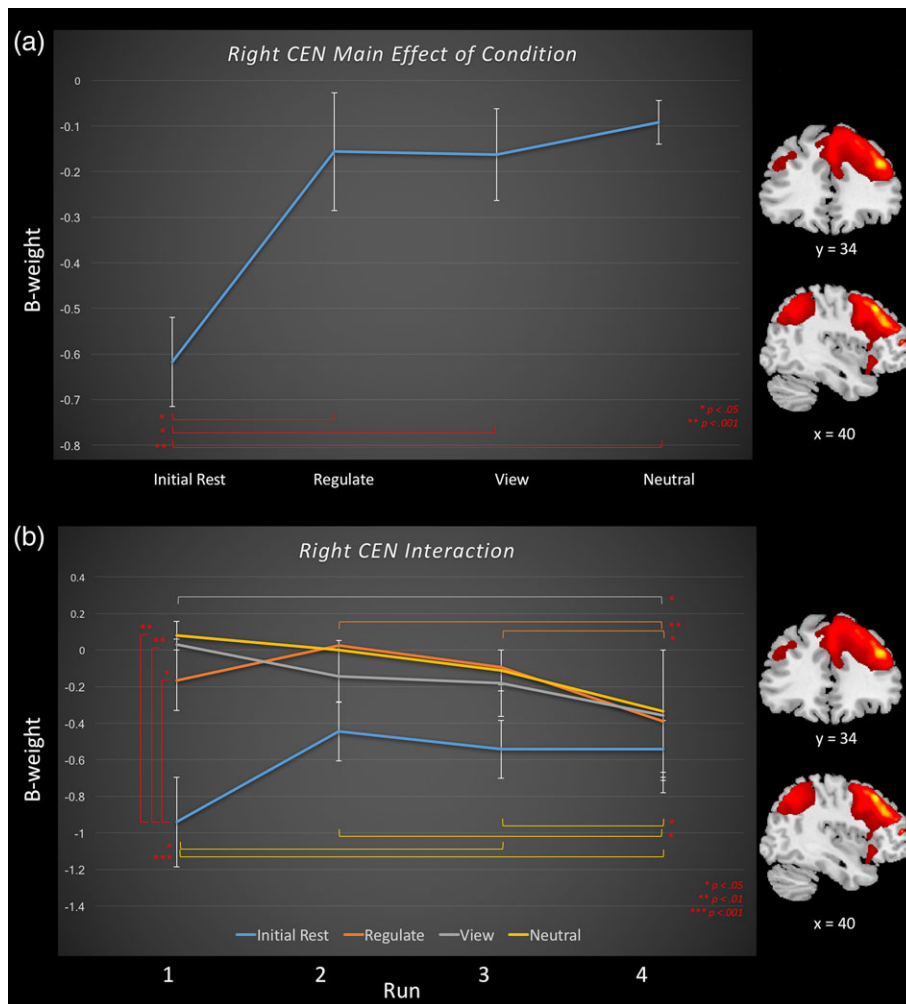 (a)
Right CEN Main Effect of Condition
0
-0.1
-0.2
-0.3
-0.4
-0.5
-0.6
-0.7
-0.8
B-weight
*
*
**
* p < .05
** p < .001
Initial Rest Regulate View Neutral
y = 34
x = 40
(b)
Right CEN Interaction
0.4
0.2
0
-0.2
-0.4
-0.6
-0.8
-1
-1.2
-1.4
B-weight
*
**
*
**
**
*
*
*
*
***
* p < .05
** p < .01
*** p <.001
Initial Rest Regulate View Neutral
1 2 3 4
Run
y = 34
x = 40